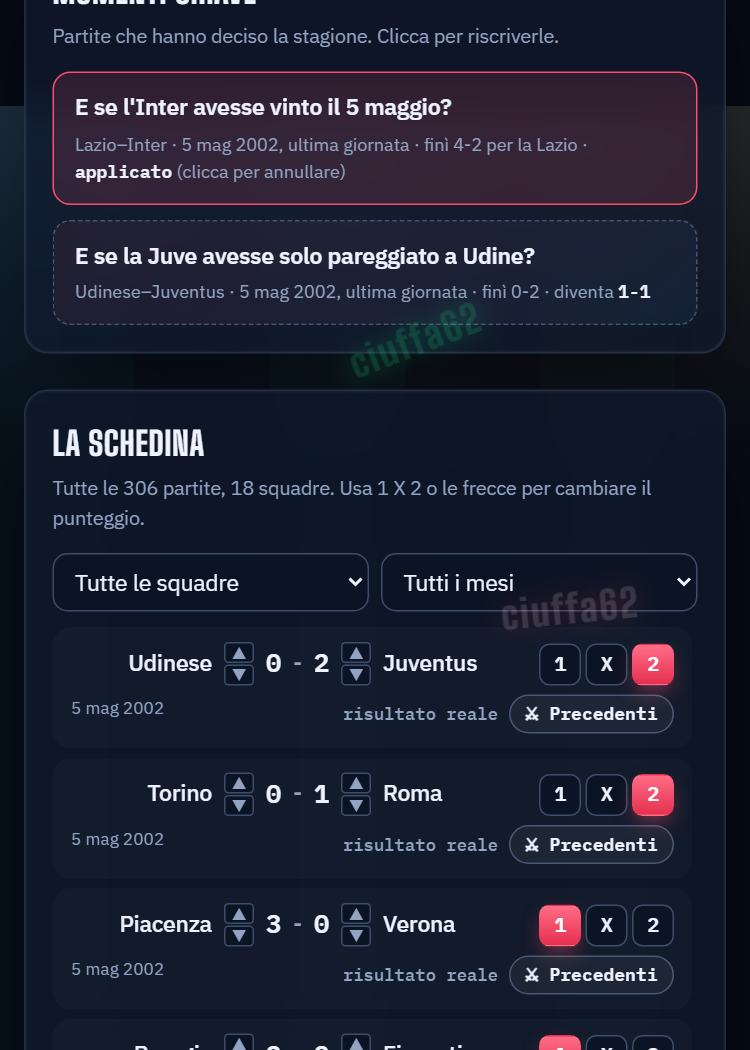 MOMENTI CHIAVE
Partite che hanno deciso la stagione. Clicca per riscriverle.
E se l'Inter avesse vinto il 5 maggio?
Lazio–Inter · 5 mag 2002, ultima giornata · finì 4-2 per la Lazio ·
applicato (clicca per annullare)
E se la Juve avesse solo pareggiato a Udine?
Udinese–Juventus · 5 mag 2002, ultima giornata · finì 0-2 · diventa 1-1
ciuffa62
LA SCHEDINA
Tutte le 306 partite, 18 squadre. Usa 1 X 2 o le frecce per cambiare il
punteggio.
Tutte le squadre Tutti i mesi
ciuffa62
Udinese ▲ ▼ 0 - 2 ▲ ▼ Juventus 1 X 2
5 mag 2002 risultato reale ⚔ Precedenti
Torino ▲ ▼ 0 - 1 ▲ ▼ Roma 1 X 2
5 mag 2002 risultato reale ⚔ Precedenti
Piacenza ▲ ▼ 3 - 0 ▲ ▼ Verona 1 X 2
5 mag 2002 risultato reale ⚔ Precedenti